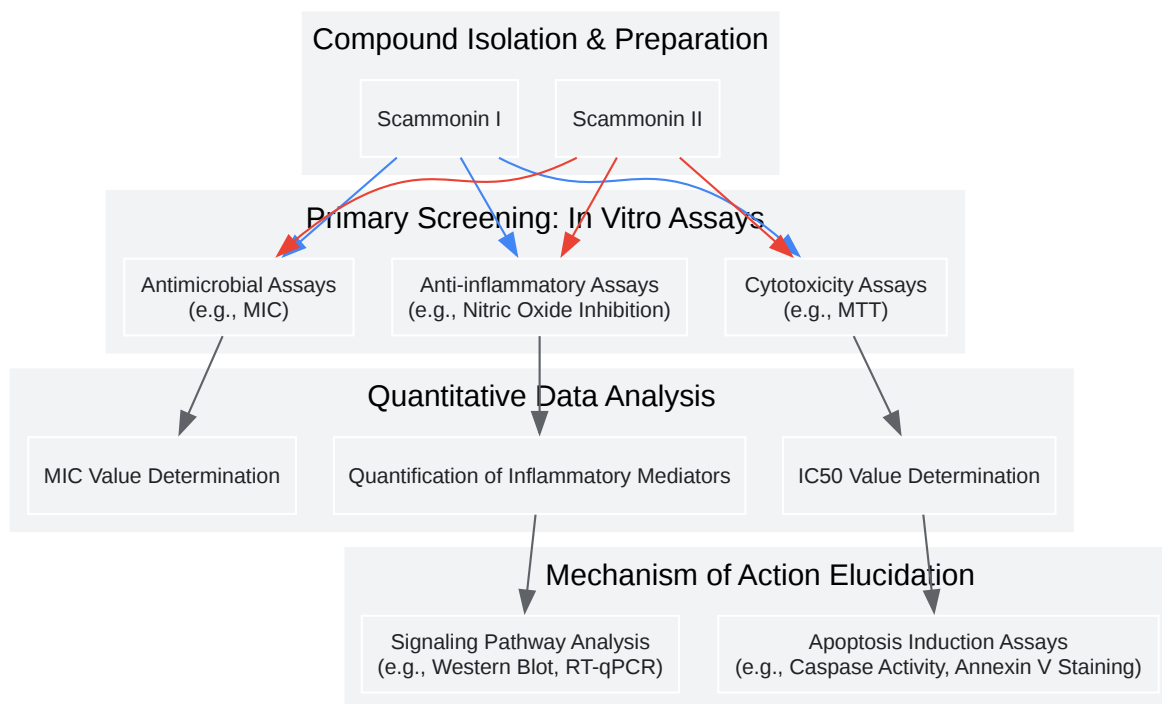 Compound Isolation & Preparation
Scammonin I
Scammonin II
Primary Screening: In Vitro Assays
Antimicrobial Assays
(e.g., MIC)
Anti-inflammatory Assays
(e.g., Nitric Oxide Inhibition)
Cytotoxicity Assays
(e.g., MTT)
Quantitative Data Analysis
MIC Value Determination
Quantification of Inflammatory Mediators
IC50 Value Determination
Mechanism of Action Elucidation
Signaling Pathway Analysis
(e.g., Western Blot, RT-qPCR)
Apoptosis Induction Assays
(e.g., Caspase Activity, Annexin V Staining)